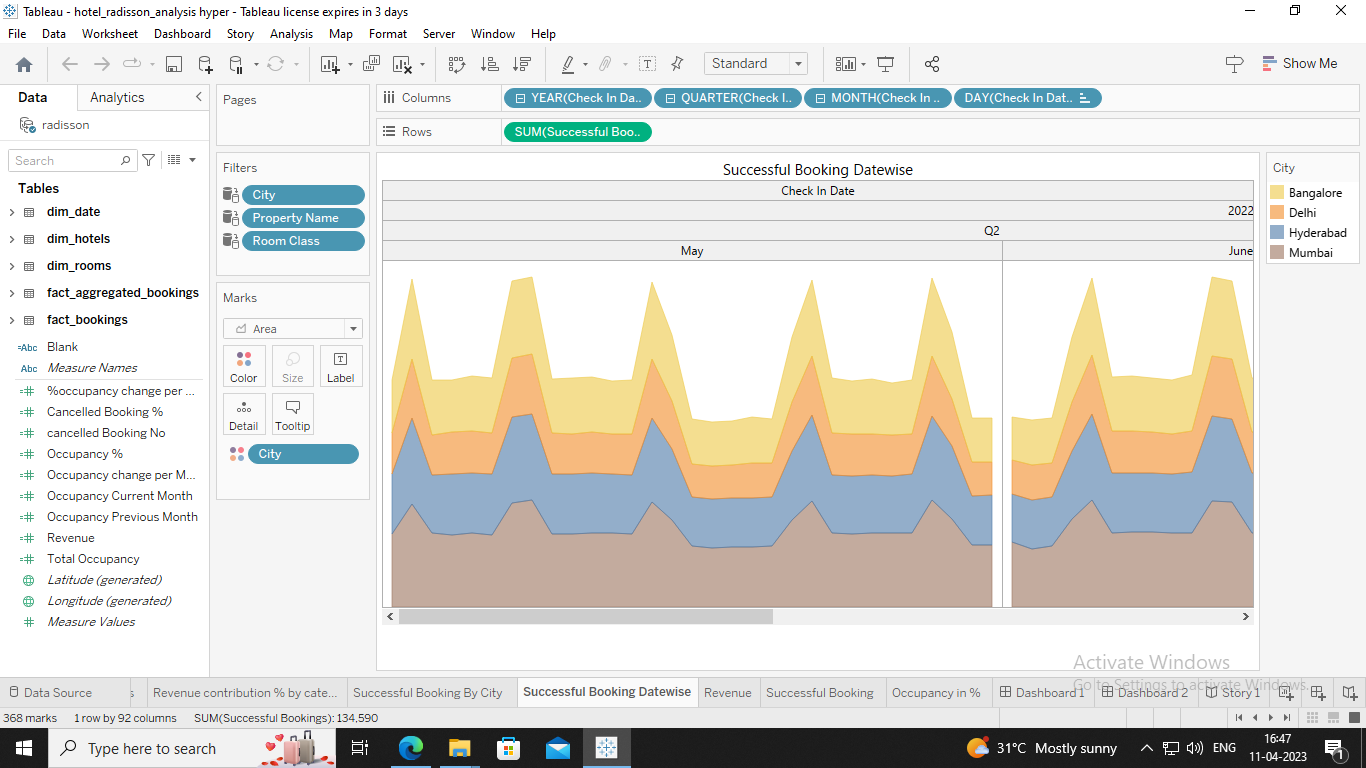 Tableau - hotel_radisson_analysis hyper - Tableau license expires in 3 days
File Data Worksheet Dashboard Story Analysis Map Format Server Window Help
Standard
Show Me
Data Analytics
radisson
Search
Tables
dim_date
dim_hotels
dim_rooms
fact_aggregated_bookings
fact_bookings
Abc Blank
Abc Measure Names
%occupancy change per ...
Cancelled Booking %
cancelled Booking No
Occupancy %
Occupancy change per M...
Occupancy Current Month
Occupancy Previous Month
Revenue
Total Occupancy
Latitude (generated)
Longitude (generated)
Measure Values
Pages
Filters
City
Property Name
Room Class
Marks
Area
Color Size Label
Detail Tooltip
City
Columns YEAR(Check In Da.. QUARTER(Check I.. MONTH(Check In .. DAY(Check In Dat..
Rows SUM(Successful Boo..
Successful Booking Datewise
Check In Date
2022
Q2
May June
City
Bangalore
Delhi
Hyderabad
Mumbai
Activate Windows
Go to Settings to activate Windows.
Data Source s Revenue contribution % by cate... Successful Booking By City Successful Booking Datewise Revenue Successful Booking Occupancy in % Dashboard 1 Dashboard 2 Story 1
368 marks 1 row by 92 columns SUM(Successful Bookings): 134.590
Type here to search
31°C Mostly sunny ENG 16:47
11-04-2023
1